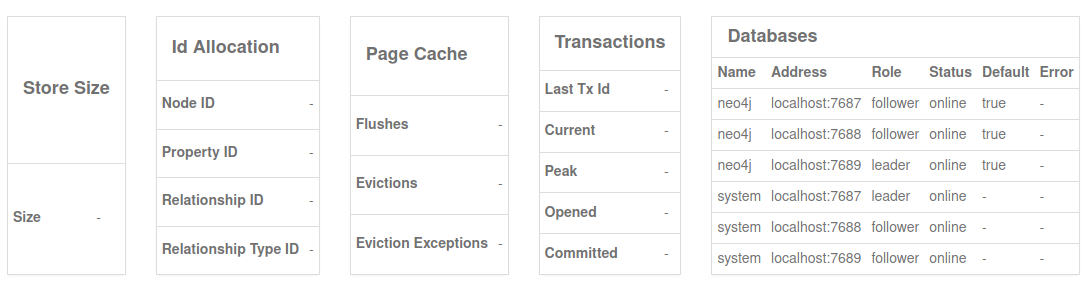 Store Size
Size -
Id Allocation
Node ID -
Property ID -
Relationship ID -
Relationship Type ID -
Page Cache
Flushes -
Evictions -
Eviction Exceptions -
Transactions
Last Tx Id -
Current -
Peak -
Opened -
Committed -
Databases
Name Address Role Status Default Error
neo4j localhost:7687 follower online true -
neo4j localhost:7688 follower online true -
neo4j localhost:7689 leader online true -
system localhost:7687 leader online - -
system localhost:7688 follower online - -
system localhost:7689 follower online - -